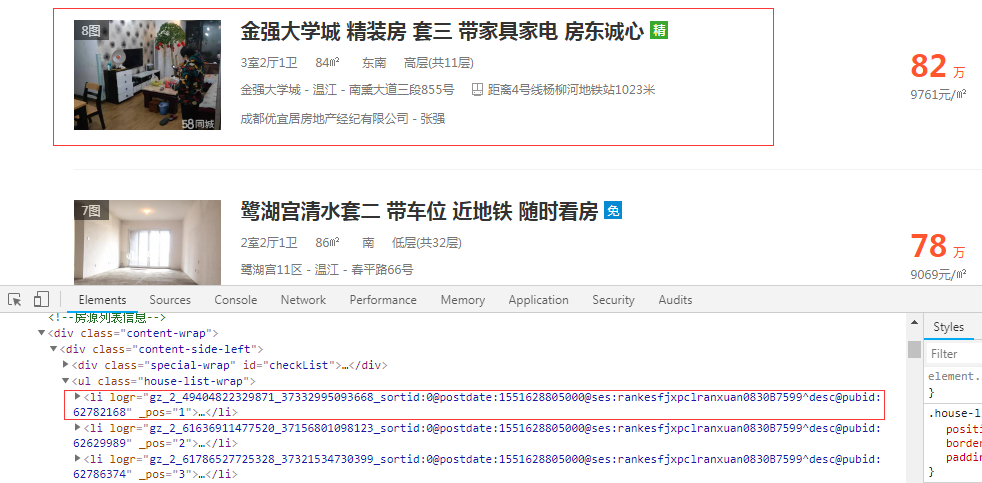 8图
金强大学城 精装房 套三 带家具家电 房东诚心 精
3室2厅1卫 84㎡ 东南 高层(共11层)
金强大学城 - 温江 - 南熏大道三段855号 距离4号线杨柳河地铁站1023米
成都优宜居房地产经纪有限公司 - 张强
58同城
82 万
9761元/㎡
7图
鹭湖宫清水套二 带车位 近地铁 随时看房 免
2室2厅1卫 86㎡ 南 低层(共32层)
鹭湖宫11区 - 温江 - 春平路66号
78 万
9069元/㎡
Elements Sources Console Network Performance Memory Application Security Audits
<!--房源列表信息-->
<div class="content-wrap">
<div class="content-side-left">
<div class="special-wrap" id="checkList">…</div>
<ul class="house-list-wrap">
<li logr="gz_2_49404822329871_37332995093668_sortid:0@postdate:1551628805000@ses:rankesfjxpclranxuan0830B7599^desc@pubid:
62782168" _pos="1">…</li>
<li logr="gz_2_61636911477520_37156801098123_sortid:0@postdate:1551628805000@ses:rankesfjxpclranxuan0830B7599^desc@pubid:
62629989" _pos="2">…</li>
<li logr="gz_2_61786527725328_37321534730399_sortid:0@postdate:1551628805000@ses:rankesfjxpclranxuan0830B7599^desc@pubid:
62786374" _pos="3">…</li>
Styles
Filter
element.
}
.house-l
positi
border
paddin
}